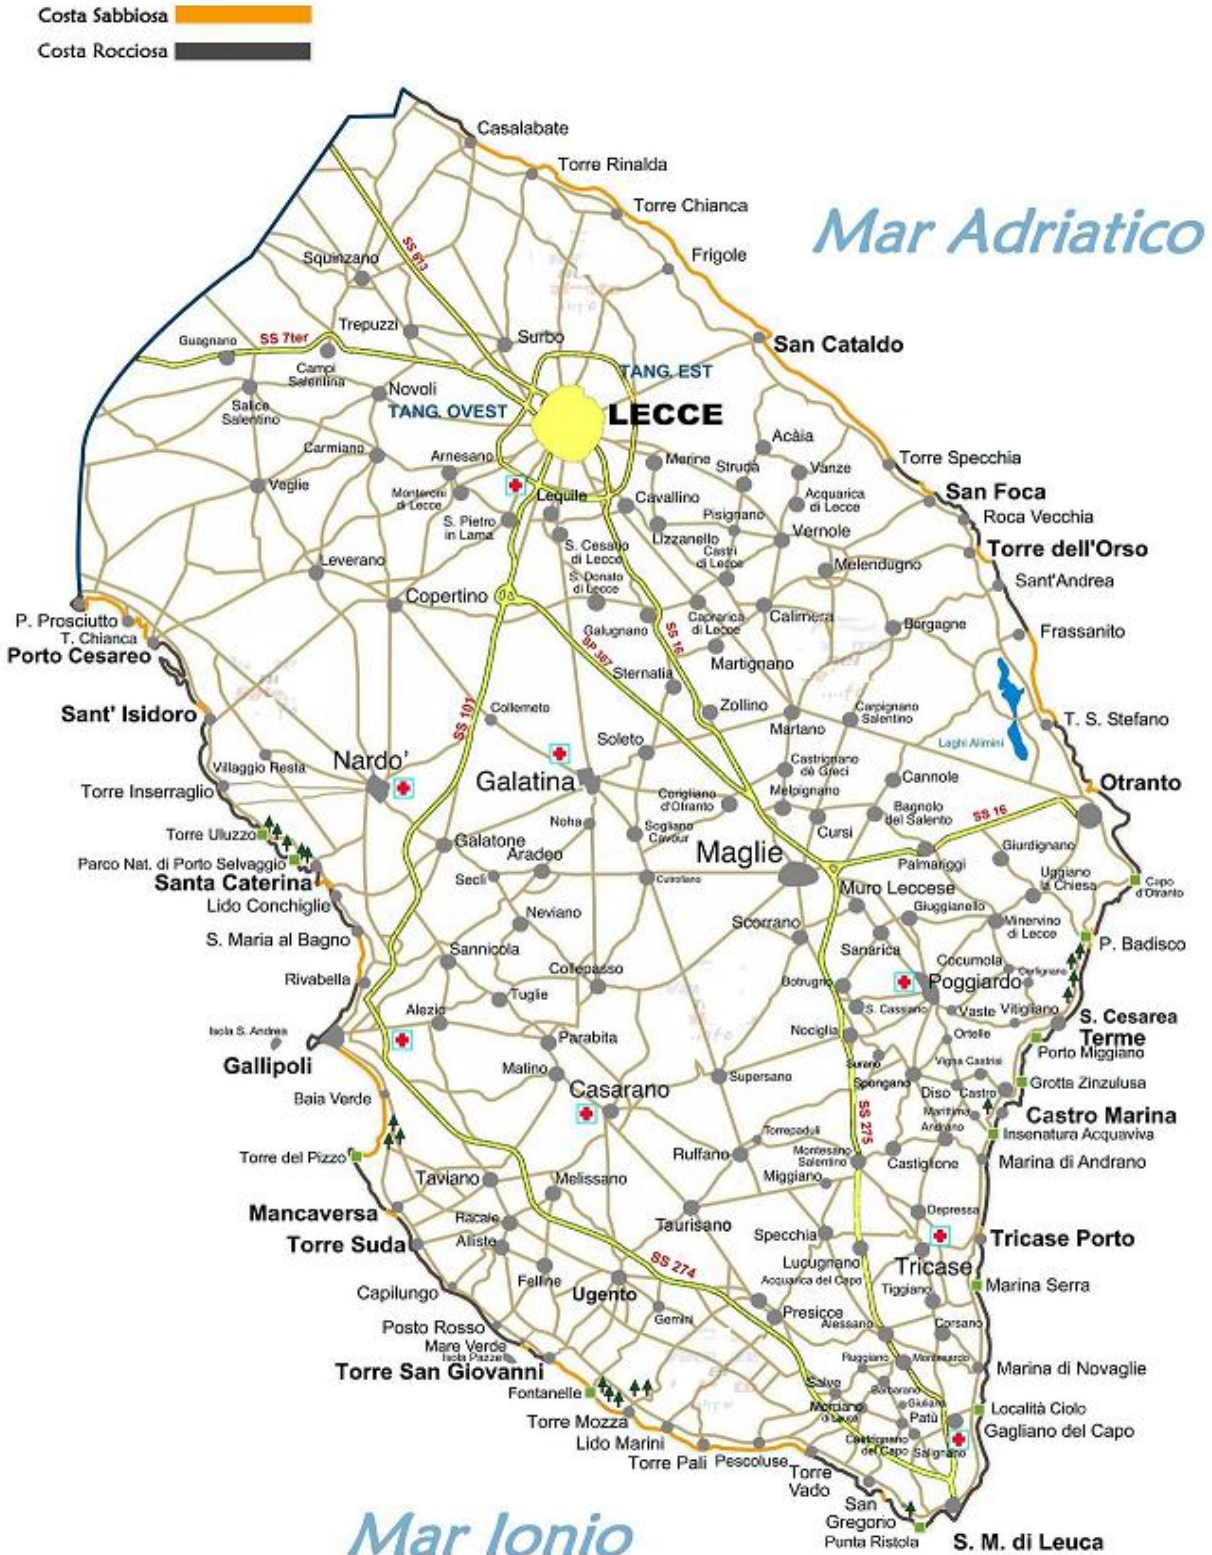 Costa Sabbiosa
Costa Rocciosa
Casalabate
Torre Rinalda
Torre Chianca
Mar Adriatico
SS 613
Squinzano
Frigole
Trepuzzi
Surbo
Guagnano
SS 7ter
San Cataldo
Campi
Salentina
TANG. EST
Novoli
Salice
Salentino
TANG. OVEST
LECCE
Carmiano
Arnesano
Merine
Acàia
Strudà
Vanze
Torre Specchia
Veglie
Monteroni
di Lecce
Lequile
Cavallino
Acquarica
di Lecce
San Foca
S. Pietro
in Lama
Pisignano
Roca Vecchia
Lizzanello
Vernole
S. Cesario
di Lecce
Castri
di Lecce
Torre dell'Orso
Leverano
Melendugno
S. Donato
di Lecce
Sant'Andrea
Copertino
P. Prosciutto
T. Chianca
Porto Cesareo
Galugnano
SS 16
Caprarica
di Lecce
Calimera
Borgagne
Frassanito
SP 367
Martignano
Sternalia
Sant' Isidoro
SS 101
Collemeto
Zollino
Carpignano
Salentino
T. S. Stefano
Martano
Soleto
Laghi Alimini
Villaggio Resta
Nardo'
Galatina
Castrignano
dè Greci
Cannole
Otranto
Torre Inserraglio
Corigliano
d'Otranto
Melpignano
Bagnolo
del Salento
SS 16
Torre Uluzzo
Noha
Sogliano
Cavour
Cursi
Galatone
Giurdignano
Parco Nat. di Porto Selvaggio
Aradeo
Maglie
Palmariggi
Santa Caterina
Seclì
Cutrofiano
Uggiano
la Chiesa
Capo
d'Otranto
Muro Leccese
Lido Conchiglie
Neviano
Giuggianello
Scorrano
Minervino
di Lecce
S. Maria al Bagno
Sannicola
Sanarica
P. Badisco
Cocumola
Cerfignano
Rivabella
Collepasso
Botrugno
Poggiardo
Tuglie
Alezio
S. Cassiano
Vaste
Vitigliano
S. Cesarea
Terme
Isola S. Andrea
Parabita
Nociglia
Ortelle
Porto Miggiano
Gallipoli
Matino
Surano
Vigna Castrisi
Supersano
Spongano
Grotta Zinzulusa
Baia Verde
Casarano
Diso
Castro
Castro Marina
SS 275
Marittima
Andrano
Insenatura Acquaviva
Torrepaduli
Torre del Pizzo
Ruffano
Montesano
Salentino
Castiglione
Marina di Andrano
Taviano
Melissano
Miggiano
Mancaversa
Racale
Taurisano
Depressa
Torre Suda
Alliste
Specchia
Tricase Porto
SS 274
Lucugnano
Tricase
Capilungo
Felline
Ugento
Acquarica del Capo
Tiggiano
Marina Serra
Gemini
Presicce
Posto Rosso
Alessano
Corsano
Mare Verde
Isola Pazze
Ruggiano
Montesardo
Marina di Novaglie
Torre San Giovanni
Salve
Barbarano
Fontanelle
Giuliano
Morciano
di Leuca
Patù
Località Ciolo
Torre Mozza
Gagliano del Capo
Lido Marini
Castrignano
del Capo
Salignano
Torre Pali
Pescoluse
Torre
Vado
San
Gregorio
Punta Ristola
S. M. di Leuca
Mar Ionio